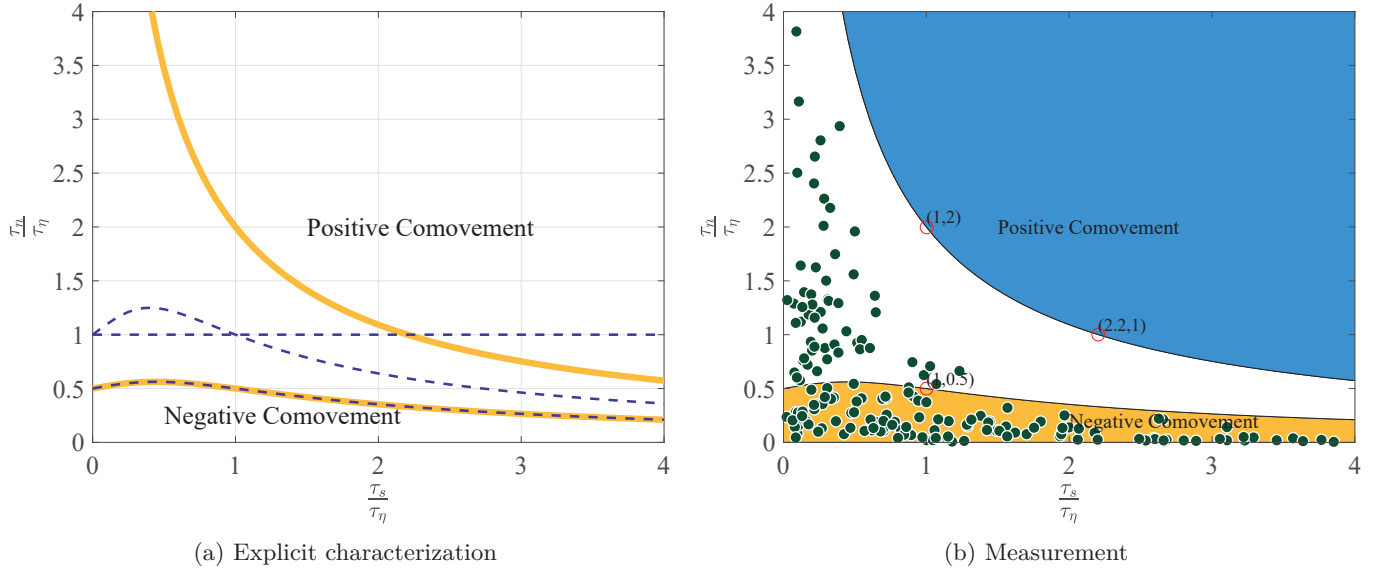 4
3.5
3
2.5
2
1.5
1
0.5
0
τn
τη
Positive Comovement
Negative Comovement
0 1 2 3 4
τs
τη
(a) Explicit characterization
4
3.5
3
2.5
2
1.5
1
0.5
0
τn
τη
(1,2)
Positive Comovement
(2.2,1)
(1,0.5)
Negative Comovement
0 1 2 3 4
τs
τη
(b) Measurement